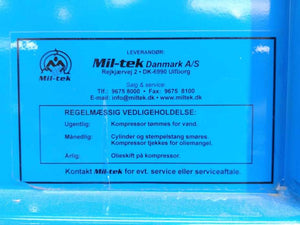 LEVERANDØR:
Mil-tek Danmark A/S
Rejkjærvej 2 • DK-6990 Ulfborg
Mil-tek
Salg & service:
Tlf.: 9675 8000 • Fax: 9675 8100
E-mail: info@miltek.dk • www.miltek.dk
REGELMÆSSIG VEDLIGEHOLDELSE:
Ugentlig: Kompressor tømmes for vand.
Månedlig: Cylinder og stempelstang smøres.
Kompressor tjekkes for oliemangel.
Årlig: Olieskift på kompressor.
Kontakt Mil-tek for evt. service eller serviceaftale.